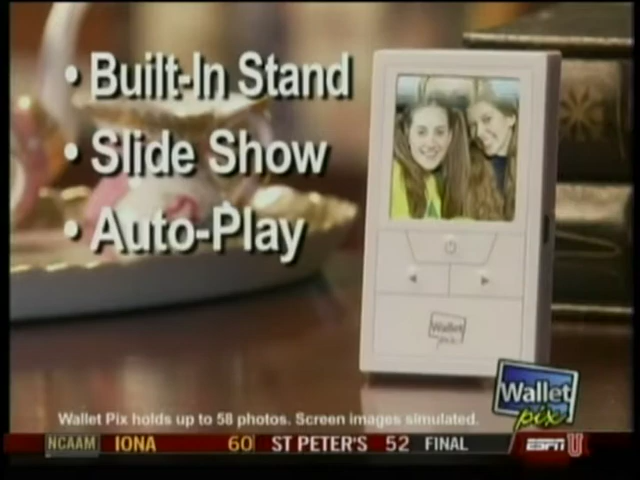 • Built-In Stand
• Slide Show
• Auto-Play
Wallet
pix
Wallet
pix
Wallet Pix holds up to 58 photos. Screen images simulated.
NCAAM IONA 60 ST PETER'S 52 FINAL ESPN U